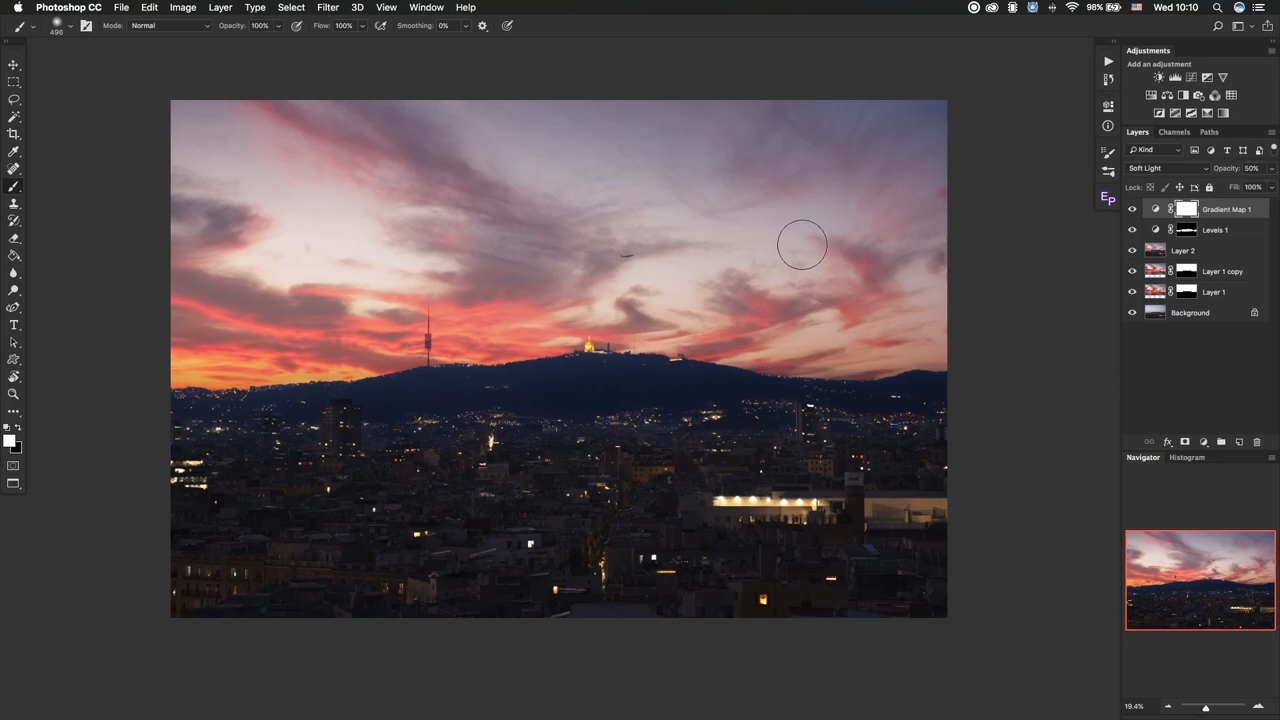 Photoshop CC File Edit Image Layer Type Select Filter 3D View Window Help 98% Wed 10:10
496 Mode: Normal Opacity: 100% Flow: 100% Smoothing: 0%
Adjustments
Add an adjustment
Layers Channels Paths
Kind
Soft Light Opacity: 50%
Lock: Fill: 100%
Gradient Map 1
Levels 1
Layer 2
Layer 1 copy
Layer 1
Background
fx
Navigator Histogram
19.4%
Ep